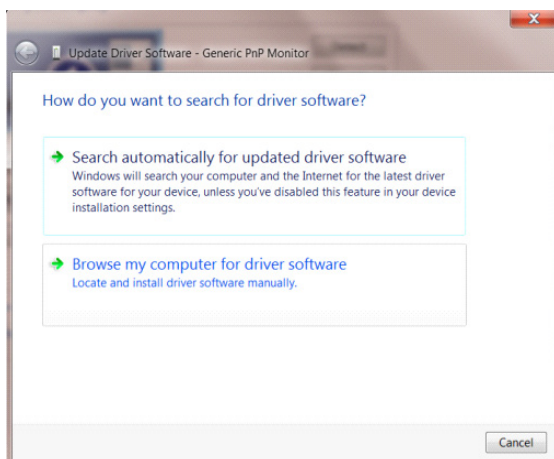 Update Driver Software - Generic PnP Monitor
How do you want to search for driver software?
Search automatically for updated driver software
Windows will search your computer and the Internet for the latest driver
software for your device, unless you've disabled this feature in your device
installation settings.
Browse my computer for driver software
Locate and install driver software manually.
Cancel